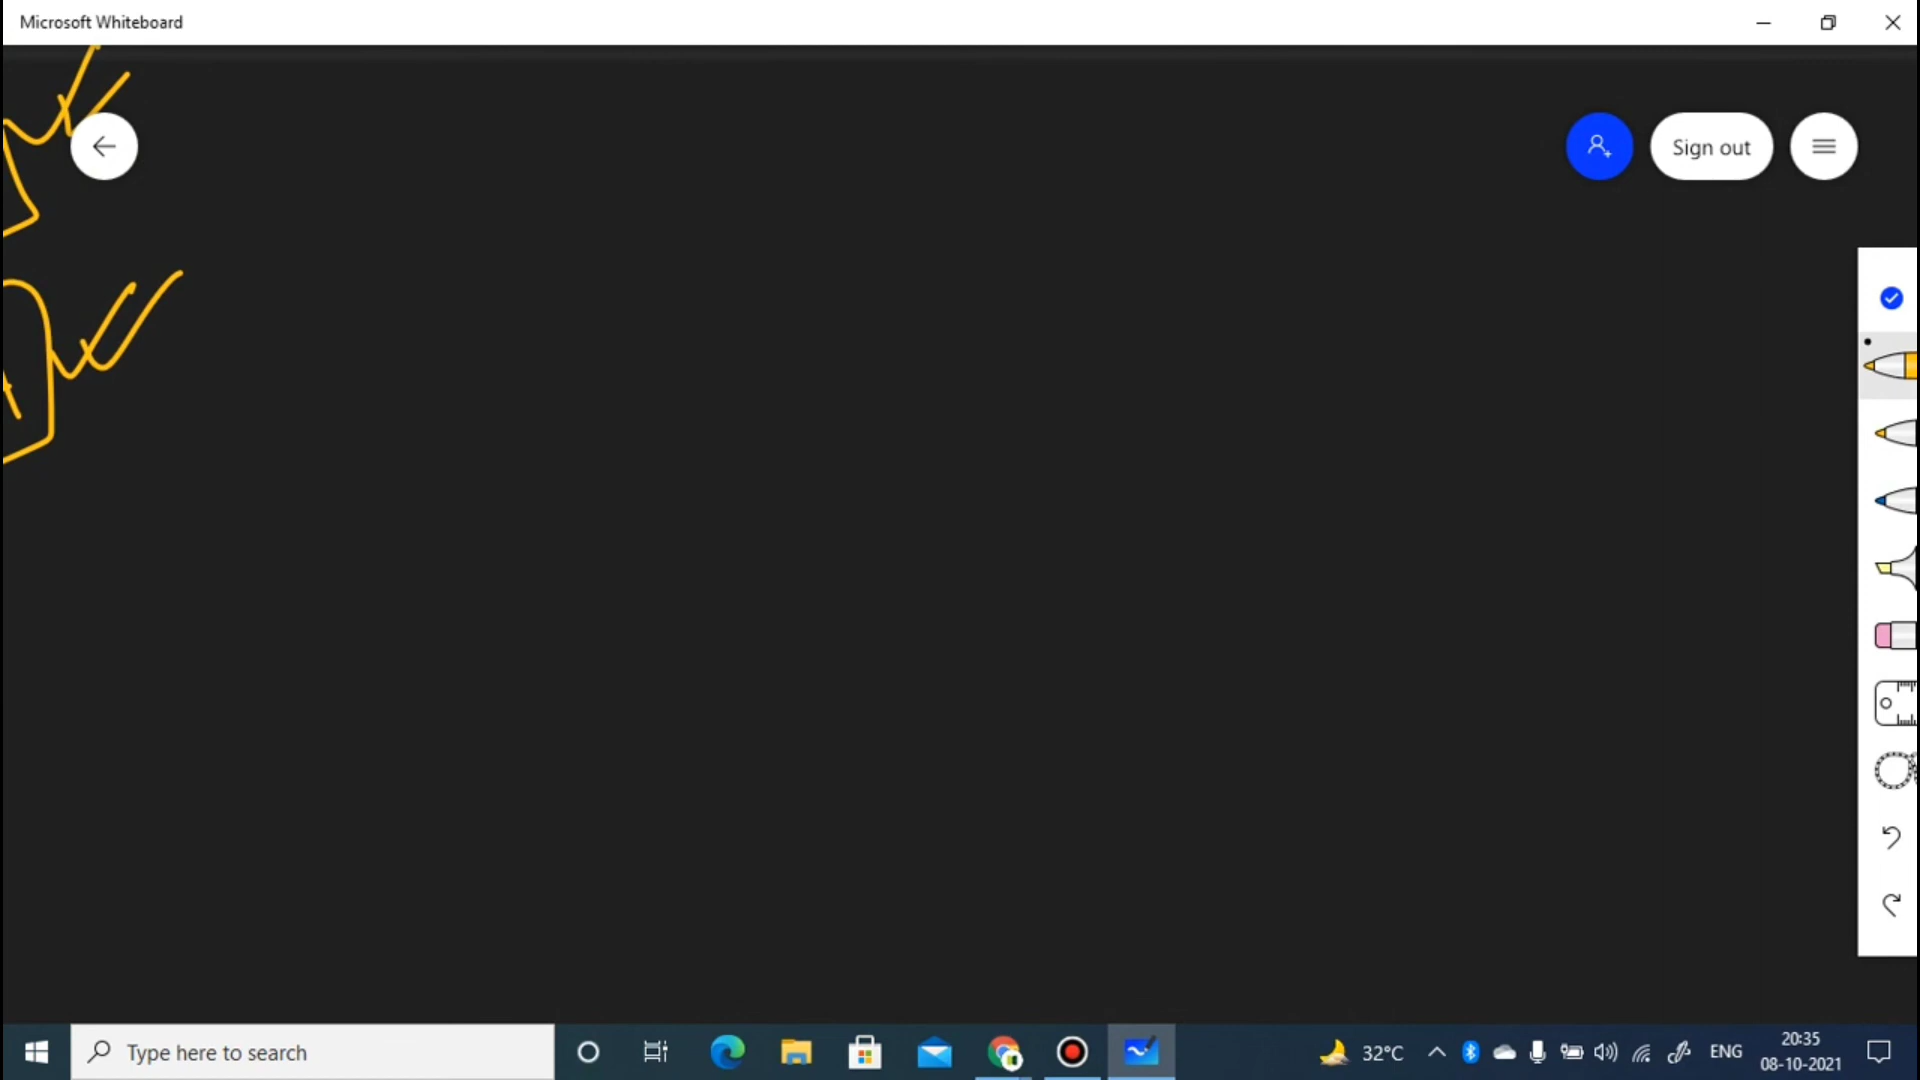 Microsoft Whiteboard
Sign out
Type here to search
32°C
ENG
20:35
08-10-2021